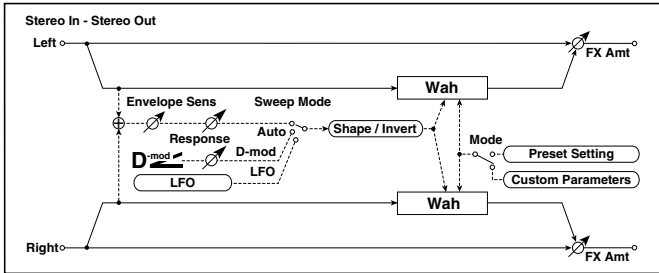 Stereo In - Stereo Out
Left
FX Amt
Wah
Envelope Sens
Sweep Mode
Auto
Shape / Invert
Response
D-mod
D-mod
Mode
Preset Setting
LFO
LFO
Custom Parameters
Wah
Right
FX Amt